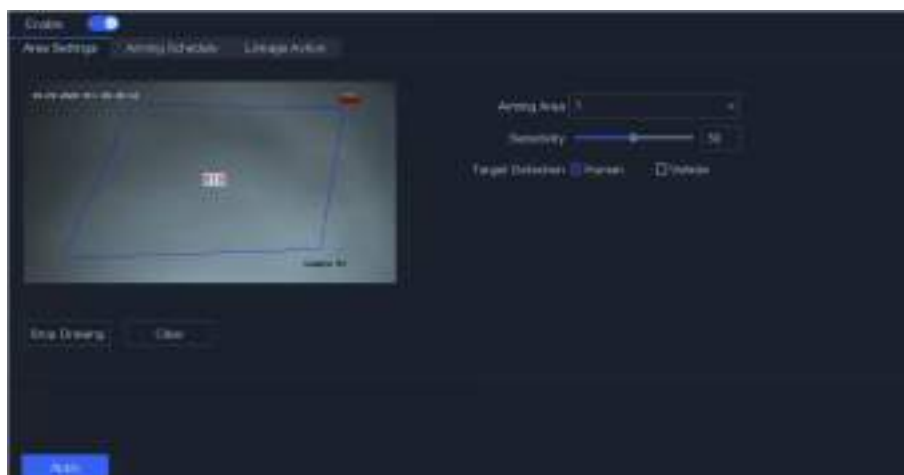 Enable
Area Settings Arming Schedule Linkage Action
Arming Area 1
Sensitivity 50
Target Detection Human Vehicle
Stop Drawing Clear
Apply